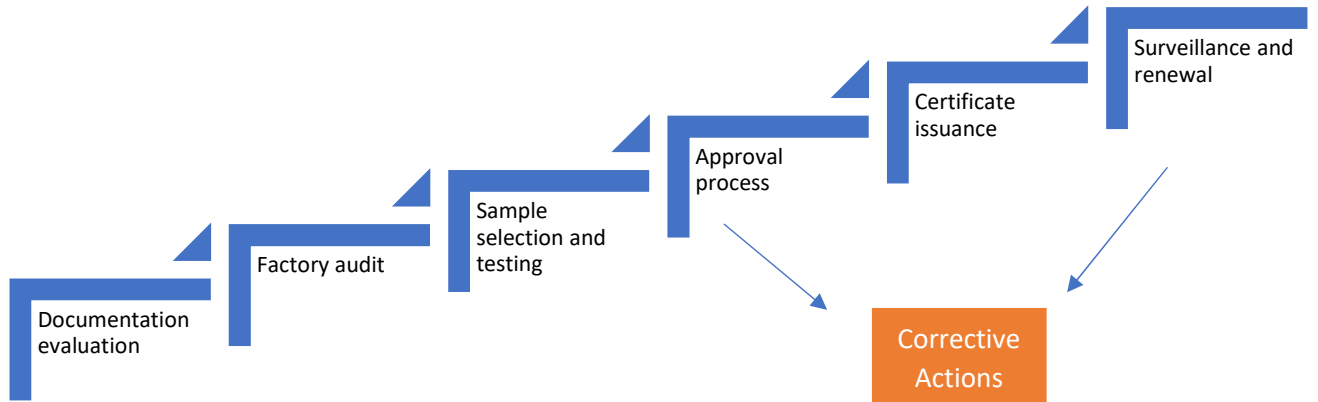 Documentation
evaluation
Factory audit
Sample
selection and
testing
Approval
process
Certificate
issuance
Surveillance and
renewal
Corrective
Actions